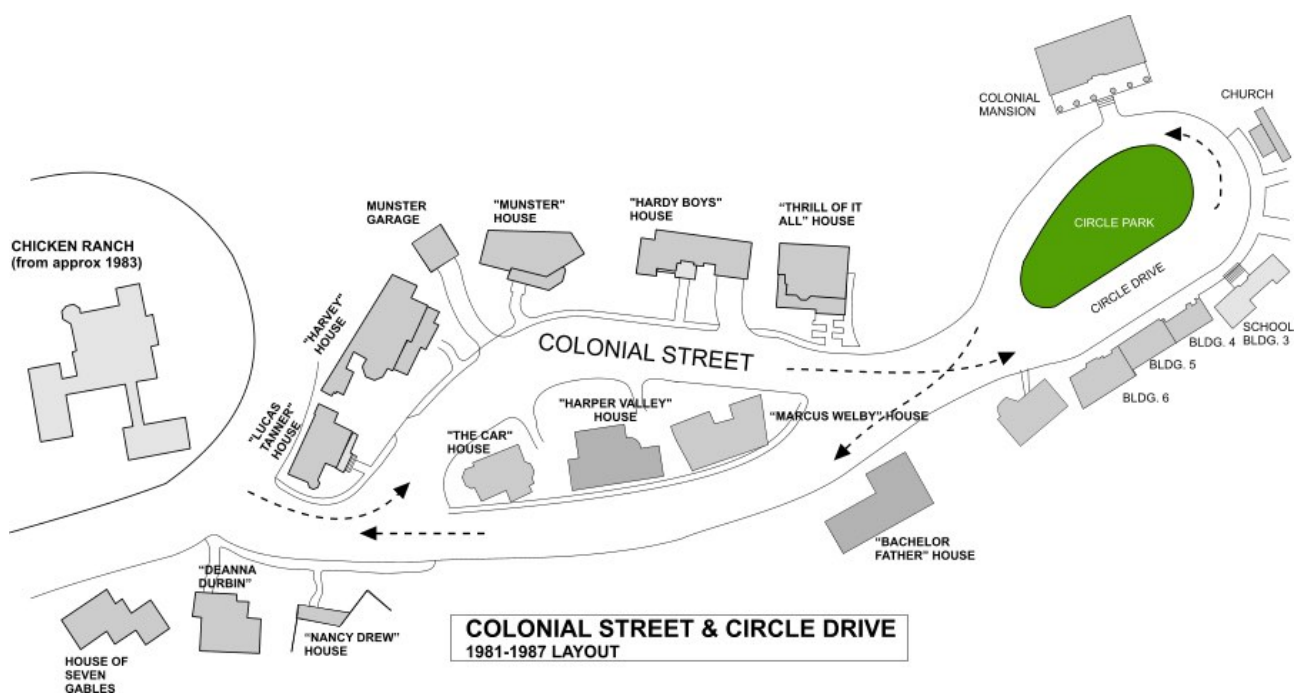 COLONIAL
MANSION
CHURCH
CIRCLE PARK
CIRCLE DRIVE
SCHOOL
BLDG. 3
BLDG. 4
BLDG. 5
BLDG. 6
CHICKEN RANCH
(from approx 1983)
MUNSTER
GARAGE
"MUNSTER"
HOUSE
"HARDY BOYS"
HOUSE
“THRILL OF IT
ALL” HOUSE
"HARVEY"
HOUSE
"LUCAS
TANNER"
HOUSE
COLONIAL STREET
"THE CAR"
HOUSE
"HARPER VALLEY"
HOUSE
“MARCUS WELBY” HOUSE
“BACHELOR
FATHER” HOUSE
“DEANNA
DURBIN”
“NANCY DREW”
HOUSE
HOUSE OF
SEVEN
GABLES
COLONIAL STREET & CIRCLE DRIVE
1981-1987 LAYOUT